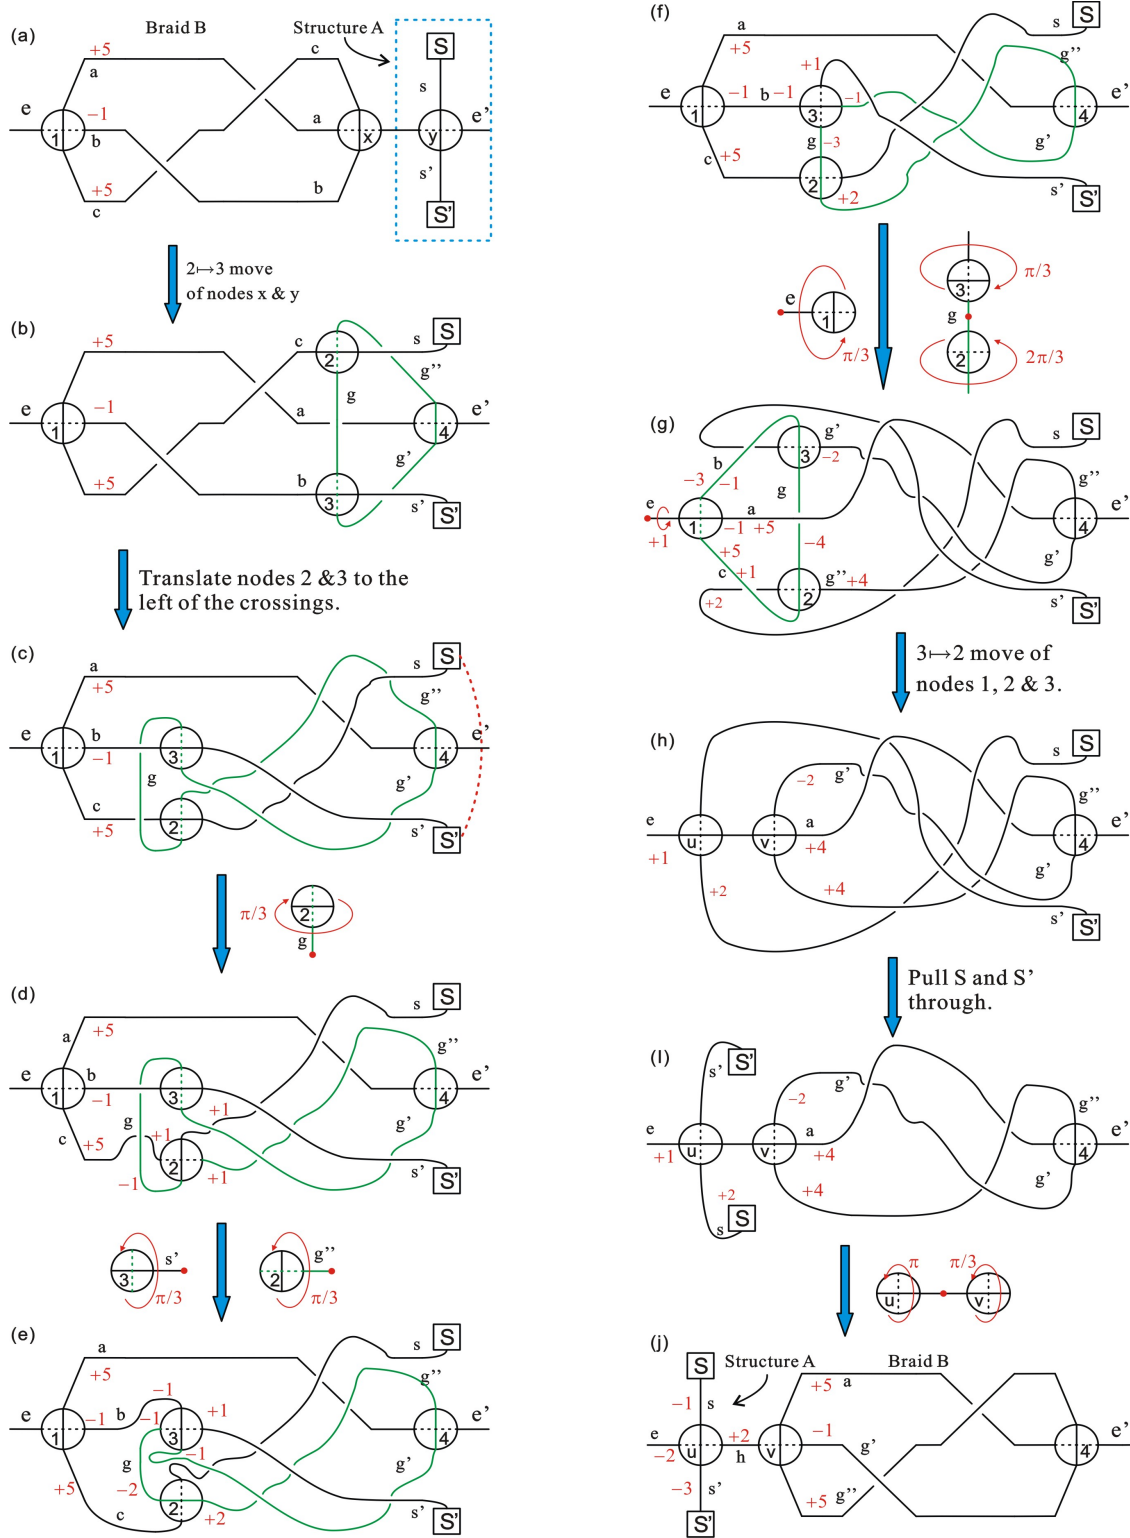 (a)
Braid B
Structure A
+5
a
c
S
s
e
1
−1
b
a
x
y
e'
+5
c
b
s'
S'
2↦3 move
of nodes x & y
(b)
+5
c
2
s
S
g''
e
1
−1
g
a
4
e'
g'
+5
b
3
s'
S'
Translate nodes 2 &3 to the
left of the crossings.
(c)
a
+5
s
S
g''
e
1
b
−1
3
4
e'
g
g'
c
+5
2
s'
S'
π/3
2
g
(d)
a
+5
s
S
g''
e
1
b
−1
3
4
e'
c
g
+1
g'
+5
+1
2
−1
+1
s'
S'
3
s'
π/3
2
g''
π/3
(e)
a
+5
s
S
g''
−1
e
1
−1
b
−1
3
+1
4
e'
g
−1
g'
+5
−2
2
+2
c
s'
S'
(f)
a
+5
s
S
g''
+1
e
1
−1
b
−1
3
−1
4
e'
c
+5
g
−3
g'
2
+2
s'
S'
e
1
π/3
3
π/3
g
2
2π/3
(g)
s
S
g'
3
−2
b
−3
−1
g
g''
e
+1
1
−1
a
+5
4
e'
+5
−4
c
+1
g'
+2
2
g''
+4
s'
S'
3↦2 move of
nodes 1, 2 & 3.
(h)
s
S
−2
g'
g''
e
+1
u
v
a
+4
4
e'
+2
+4
g'
s'
S'
Pull S and S'
through.
(I)
s'
S'
g'
−2
g''
e
+1
u
v
a
+4
4
e'
+2
+4
g'
s
S
π
u
π/3
v
(j)
S
Structure A
Braid B
−1
s
+5
a
e
−2
u
+2
h
v
−1
g'
4
e'
−3
s'
+5
g''
S'